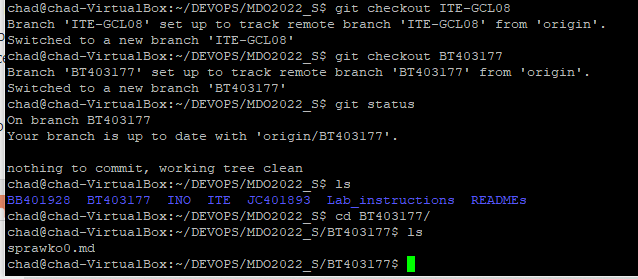 chad@chad-VirtualBox:~/DEVOPS/MDO2022_S$ git checkout ITE-GCL08
Branch 'ITE-GCL08' set up to track remote branch 'ITE-GCL08' from 'origin'.
Switched to a new branch 'ITE-GCL08'
chad@chad-VirtualBox:~/DEVOPS/MDO2022_S$ git checkout BT403177
Branch 'BT403177' set up to track remote branch 'BT403177' from 'origin'.
Switched to a new branch 'BT403177'
chad@chad-VirtualBox:~/DEVOPS/MDO2022_S$ git status
On branch BT403177
Your branch is up to date with 'origin/BT403177'.

nothing to commit, working tree clean
chad@chad-VirtualBox:~/DEVOPS/MDO2022_S$ ls
BB401928  BT403177  INO  ITE  JC401893  Lab_instructions  READMEs
chad@chad-VirtualBox:~/DEVOPS/MDO2022_S$ cd BT403177/
chad@chad-VirtualBox:~/DEVOPS/MDO2022_S/BT403177$ ls
sprawko0.md
chad@chad-VirtualBox:~/DEVOPS/MDO2022_S/BT403177$